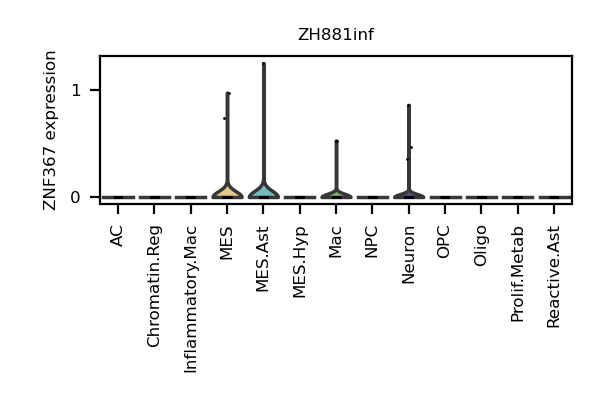 ZH881inf
ZNF367 expression
1
0
AC
Chromatin.Reg
Inflammatory.Mac
MES
MES.Ast
MES.Hyp
Mac
NPC
Neuron
OPC
Oligo
Prolif.Metab
Reactive.Ast